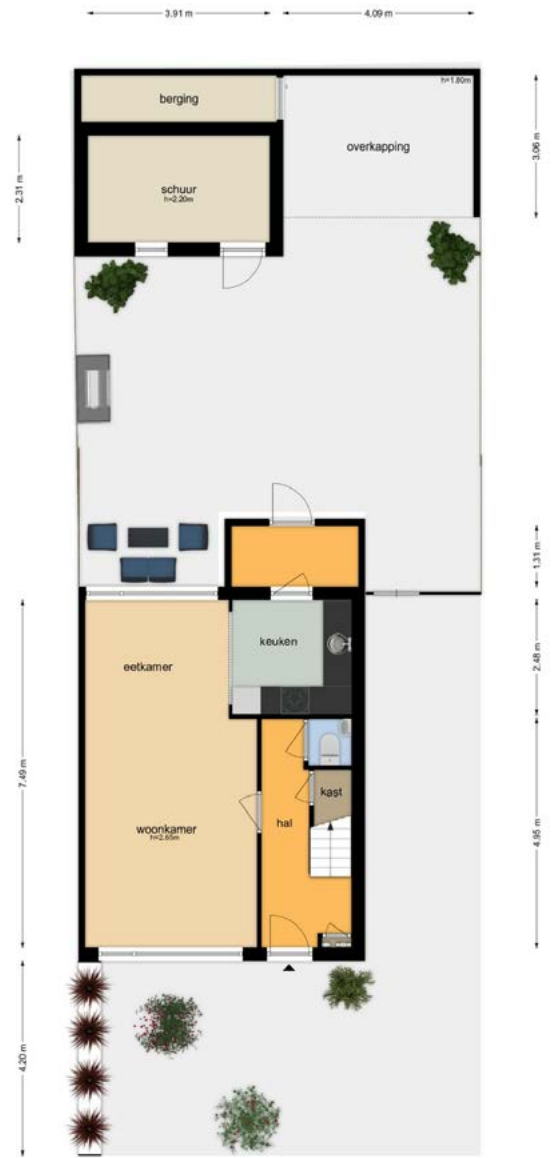 3.91 m
4.09 m
h=1.80m
berging
overkapping
3.06 m
2.31 m
schuur
h=2.20m
1.31 m
keuken
2.48 m
eetkamer
7.49 m
kast
hal
woonkamer
h=2.65m
4.95 m
4.20 m